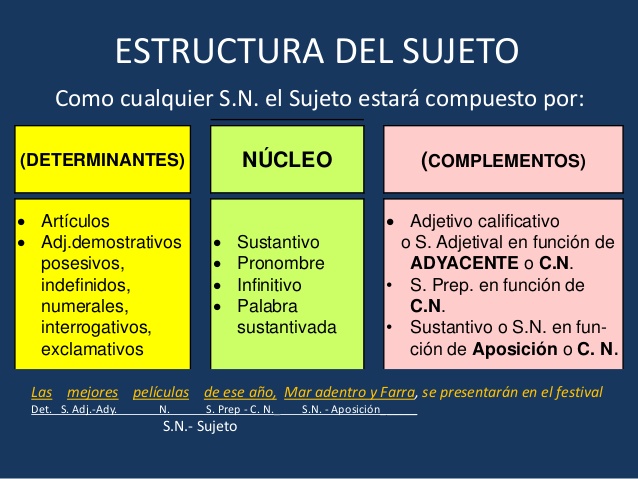 ESTRUCTURA DEL SUJETO
Como cualquier S.N. el Sujeto estará compuesto por:
(DETERMINANTES)
NÚCLEO
(COMPLEMENTOS)
• Artículos
• Adj.demostrativos
posesivos,
indefinidos,
numerales,
interrogativos,
exclamativos
• Sustantivo
• Pronombre
• Infinitivo
• Palabra
sustantivada
• Adjetivo calificativo
o S. Adjetival en función de
ADYACENTE o C.N.
• S. Prep. en función de
C.N.
• Sustantivo o S.N. en fun-
ción de Aposición o C. N.
Las mejores películas de ese año, Mar adentro y Farra, se presentarán en el festival
Det. S. Adj.-Ady. N. S. Prep - C. N. S.N. - Aposición
S.N.- Sujeto